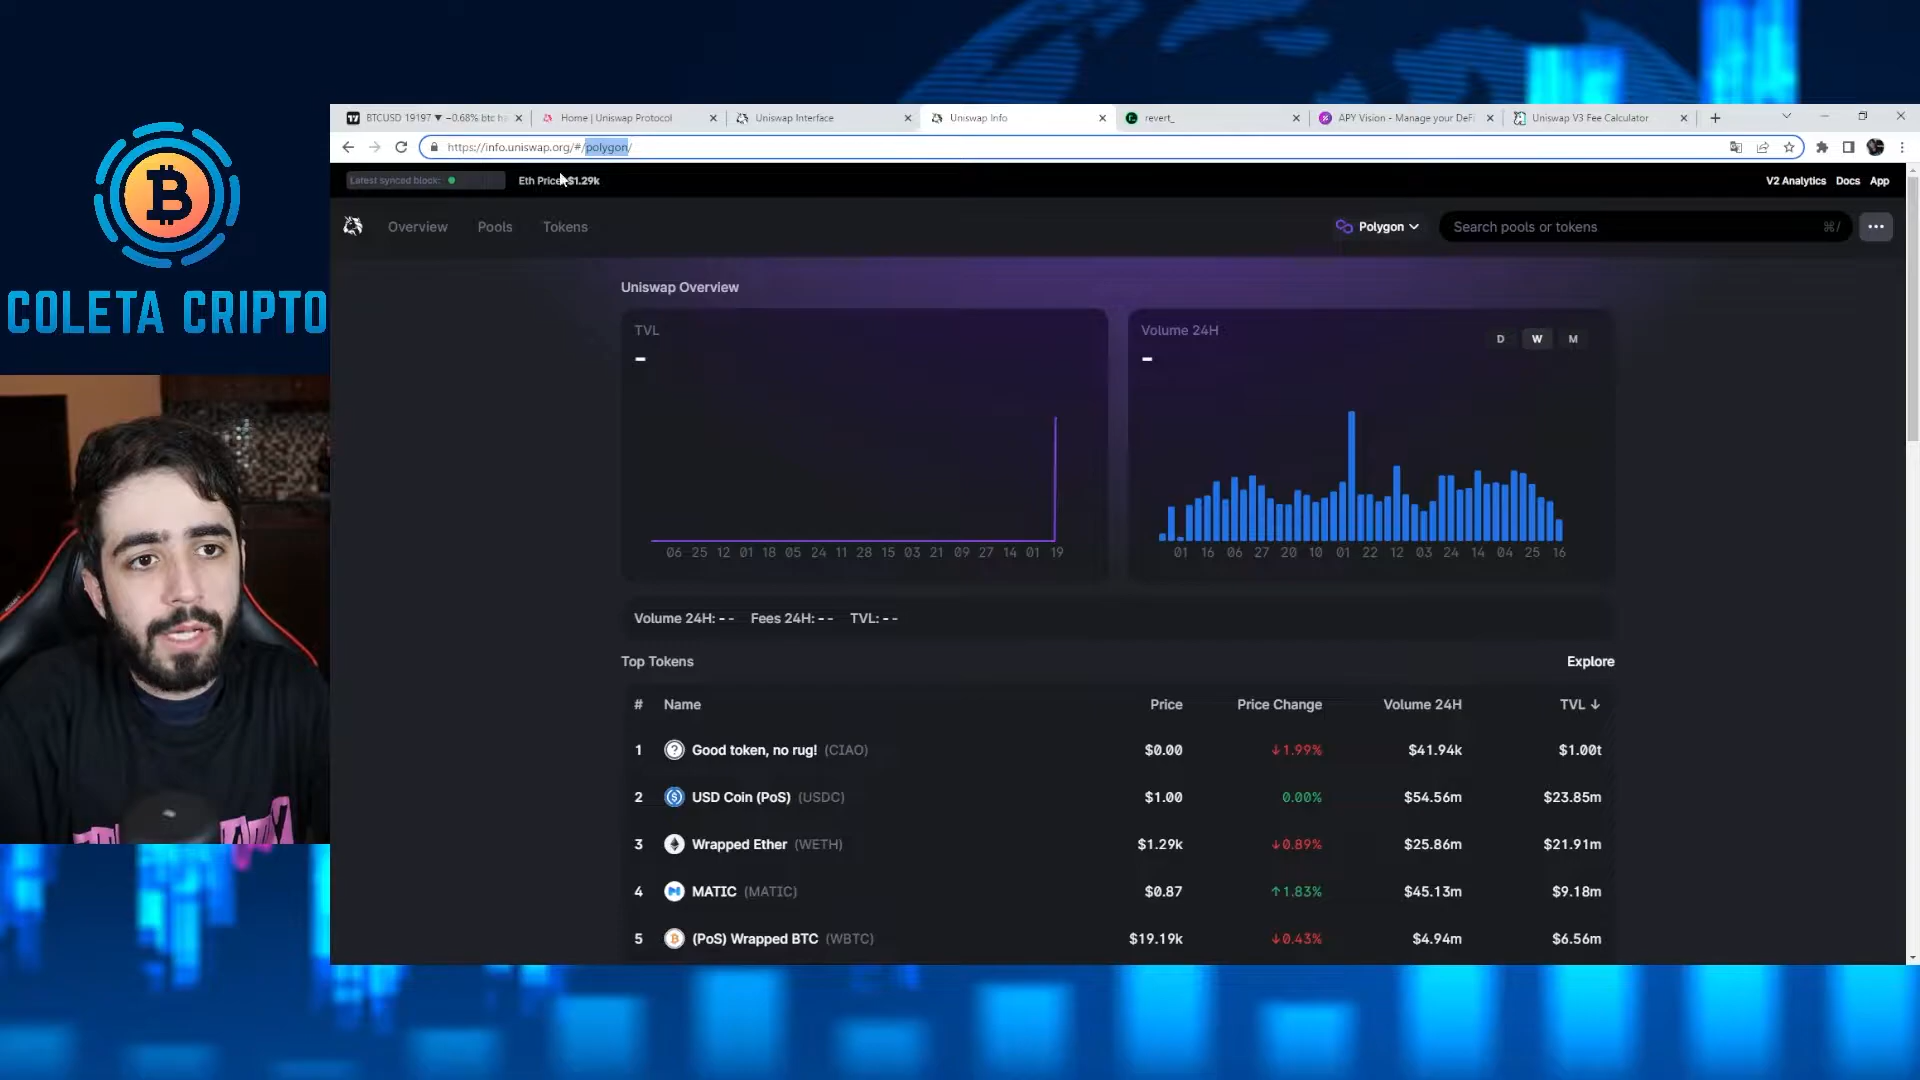 BTCUSD 19197 ▼ −0.68% btc ha
Home | Uniswap Protocol
Uniswap Interface
Uniswap Info
revert_
APY Vision - Manage your DeFi
Uniswap V3 Fee Calculator
https://info.uniswap.org/#/polygon/
Latest synced block:
Eth Price: $1.29k
V2 Analytics Docs App
Overview Pools Tokens
Polygon
Search pools or tokens
⌘/
COLETA CRIPTO
Uniswap Overview
TVL
-
06 25 12 01 18 05 24 11 28 15 03 21 09 27 14 01 19
Volume 24H
-
D W M
01 16 06 27 20 10 01 22 12 03 24 14 04 25 16
Volume 24H: - - Fees 24H: - - TVL: - -
Top Tokens
Explore
# Name Price Price Change Volume 24H TVL ↓
1 Good token, no rug! (CIAO) $0.00 ↓1.99% $41.94k $1.00t
2 USD Coin (PoS) (USDC) $1.00 0.00% $54.56m $23.85m
3 Wrapped Ether (WETH) $1.29k ↓0.89% $25.86m $21.91m
4 MATIC (MATIC) $0.87 ↑1.83% $45.13m $9.18m
5 (PoS) Wrapped BTC (WBTC) $19.19k ↓0.43% $4.94m $6.56m